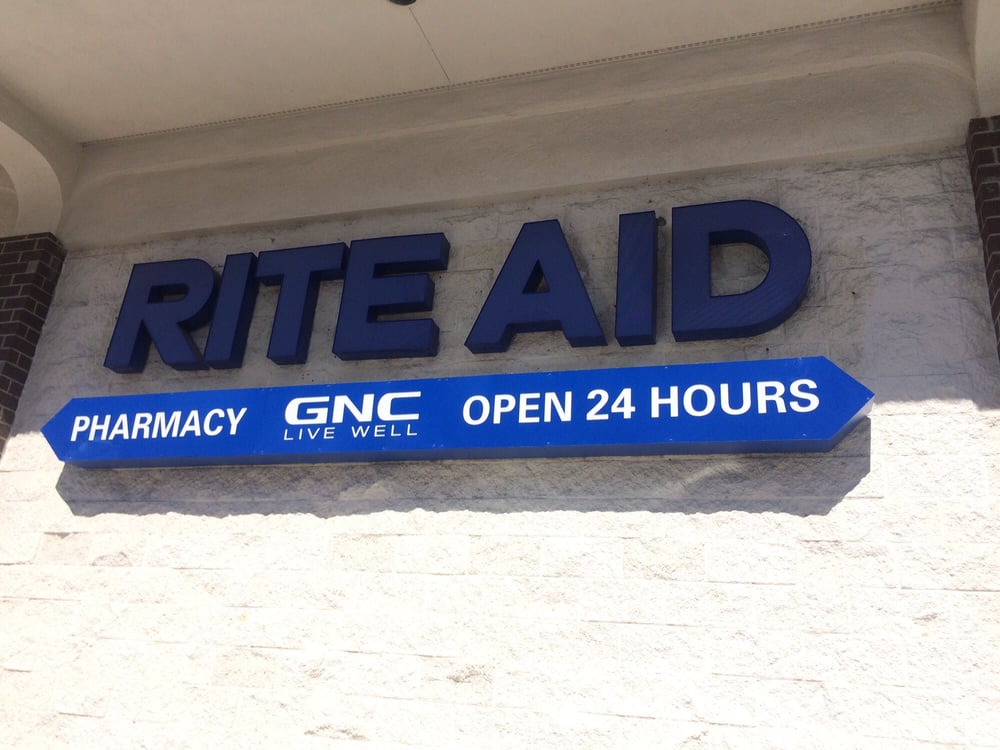 RITE AID
PHARMACY GNC OPEN 24 HOURS
LIVE WELL